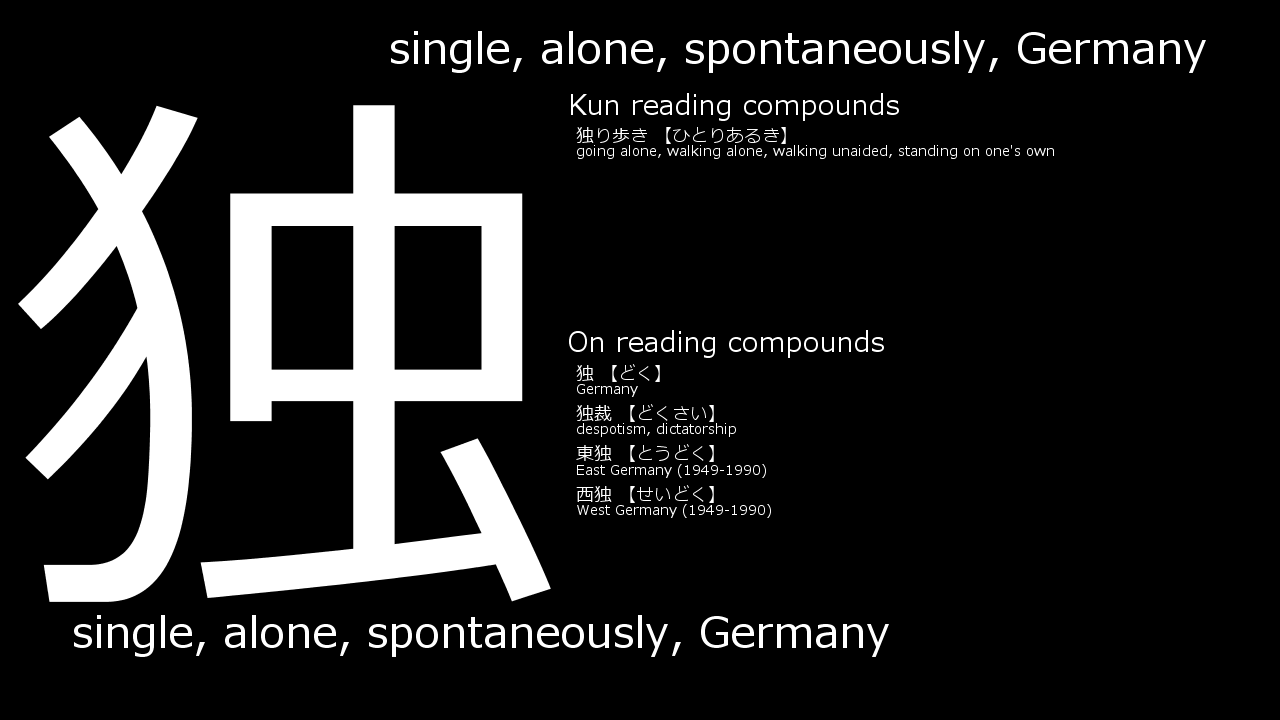 single, alone, spontaneously, Germany
独
Kun reading compounds
独り歩き 【ひとりあるき】
going alone, walking alone, walking unaided, standing on one's own
On reading compounds
独 【どく】
Germany
独裁 【どくさい】
despotism, dictatorship
東独 【とうどく】
East Germany (1949-1990)
西独 【せいどく】
West Germany (1949-1990)
single, alone, spontaneously, Germany